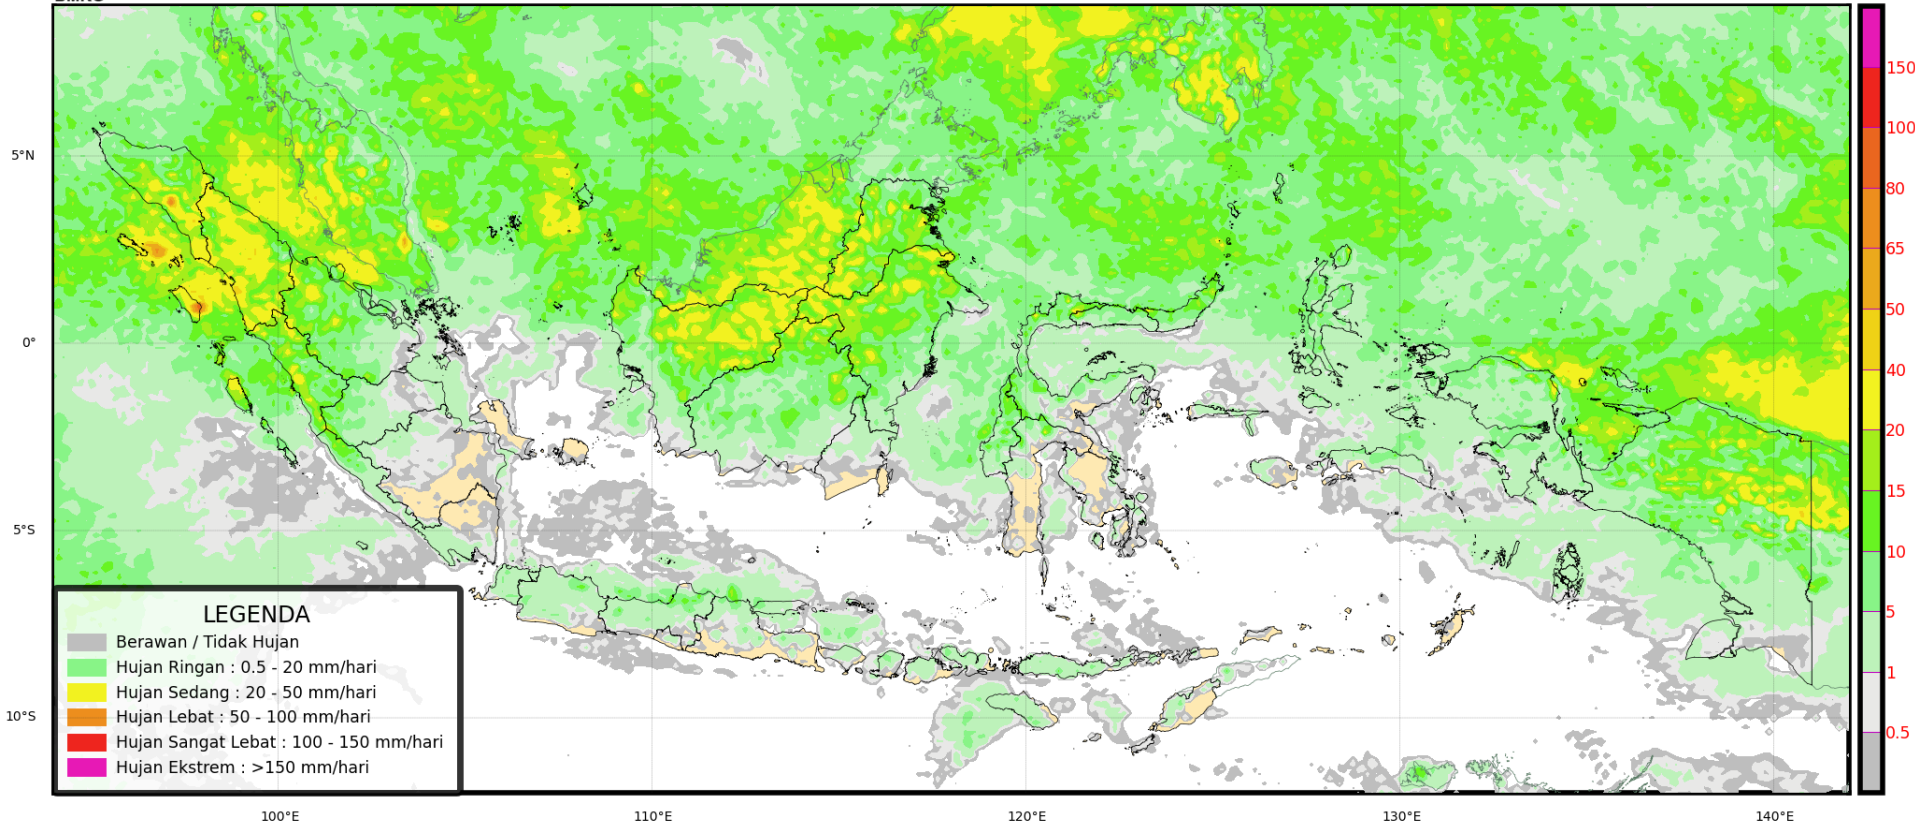 5°N
0°
5°S
10°S
100°E
110°E
120°E
130°E
140°E
LEGENDA
Berawan / Tidak Hujan
Hujan Ringan : 0.5 - 20 mm/hari
Hujan Sedang : 20 - 50 mm/hari
Hujan Lebat : 50 - 100 mm/hari
Hujan Sangat Lebat : 100 - 150 mm/hari
Hujan Ekstrem : >150 mm/hari
150
100
80
65
50
40
20
15
10
5
1
0.5